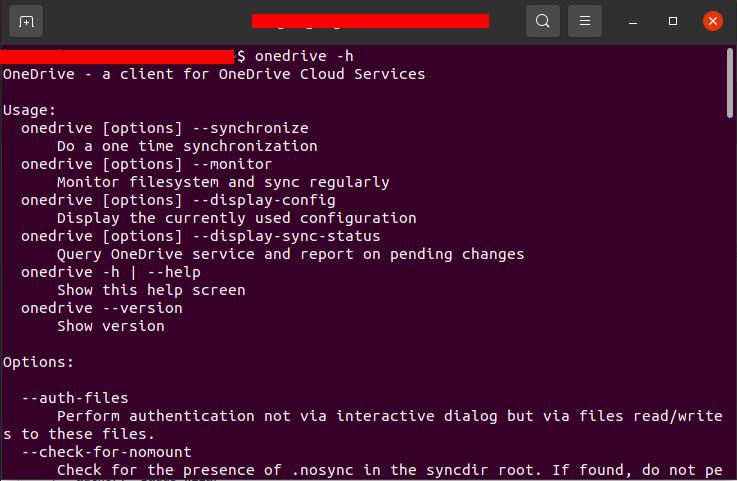 $ onedrive -h
OneDrive - a client for OneDrive Cloud Services
Usage:
onedrive [options] --synchronize
Do a one time synchronization
onedrive [options] --monitor
Monitor filesystem and sync regularly
onedrive [options] --display-config
Display the currently used configuration
onedrive [options] --display-sync-status
Query OneDrive service and report on pending changes
onedrive -h | --help
Show this help screen
onedrive --version
Show version
Options:
--auth-files
Perform authentication not via interactive dialog but via files read/write
s to these files.
--check-for-nomount
Check for the presence of .nosync in the syncdir root. If found, do not pe